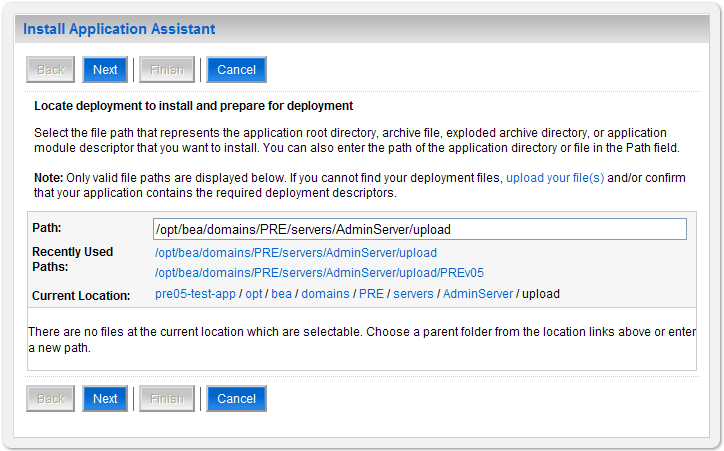 Install Application Assistant
Back Next Finish Cancel
Locate deployment to install and prepare for deployment
Select the file path that represents the application root directory, archive file, exploded archive directory, or application
module descriptor that you want to install. You can also enter the path of the application directory or file in the Path field.
Note: Only valid file paths are displayed below. If you cannot find your deployment files, upload your file(s) and/or confirm
that your application contains the required deployment descriptors.
Path: /opt/bea/domains/PRE/servers/AdminServer/upload
Recently Used /opt/bea/domains/PRE/servers/AdminServer/upload
Paths: /opt/bea/domains/PRE/servers/AdminServer/upload/PREv05
Current Location: pre05-test-app / opt / bea / domains / PRE / servers / AdminServer / upload
There are no files at the current location which are selectable. Choose a parent folder from the location links above or enter
a new path.
Back Next Finish Cancel